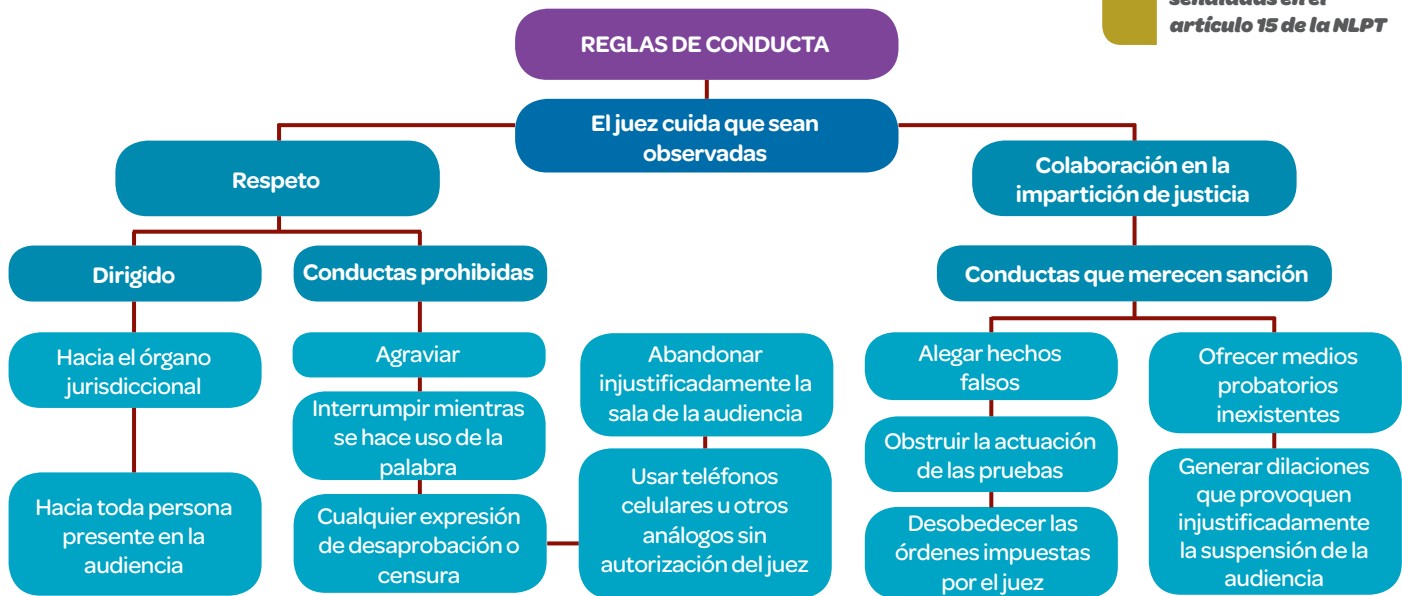 señaladas en el
artículo 15 de la NLPT
REGLAS DE CONDUCTA
El juez cuida que sean
observadas
Respeto
Dirigido
Hacia el órgano
jurisdiccional
Hacia toda persona
presente en la
audiencia
Conductas prohibidas
Agraviar
Interrumpir mientras
se hace uso de la
palabra
Cualquier expresión
de desaprobación o
censura
Usar teléfonos
celulares u otros
análogos sin
autorización del juez
Abandonar
injustificadamente la
sala de la audiencia
Colaboración en la
impartición de justicia
Conductas que merecen sanción
Alegar hechos
falsos
Obstruir la actuación
de las pruebas
Desobedecer las
órdenes impuestas
por el juez
Ofrecer medios
probatorios
inexistentes
Generar dilaciones
que provoquen
injustificadamente
la suspensión de la
audiencia